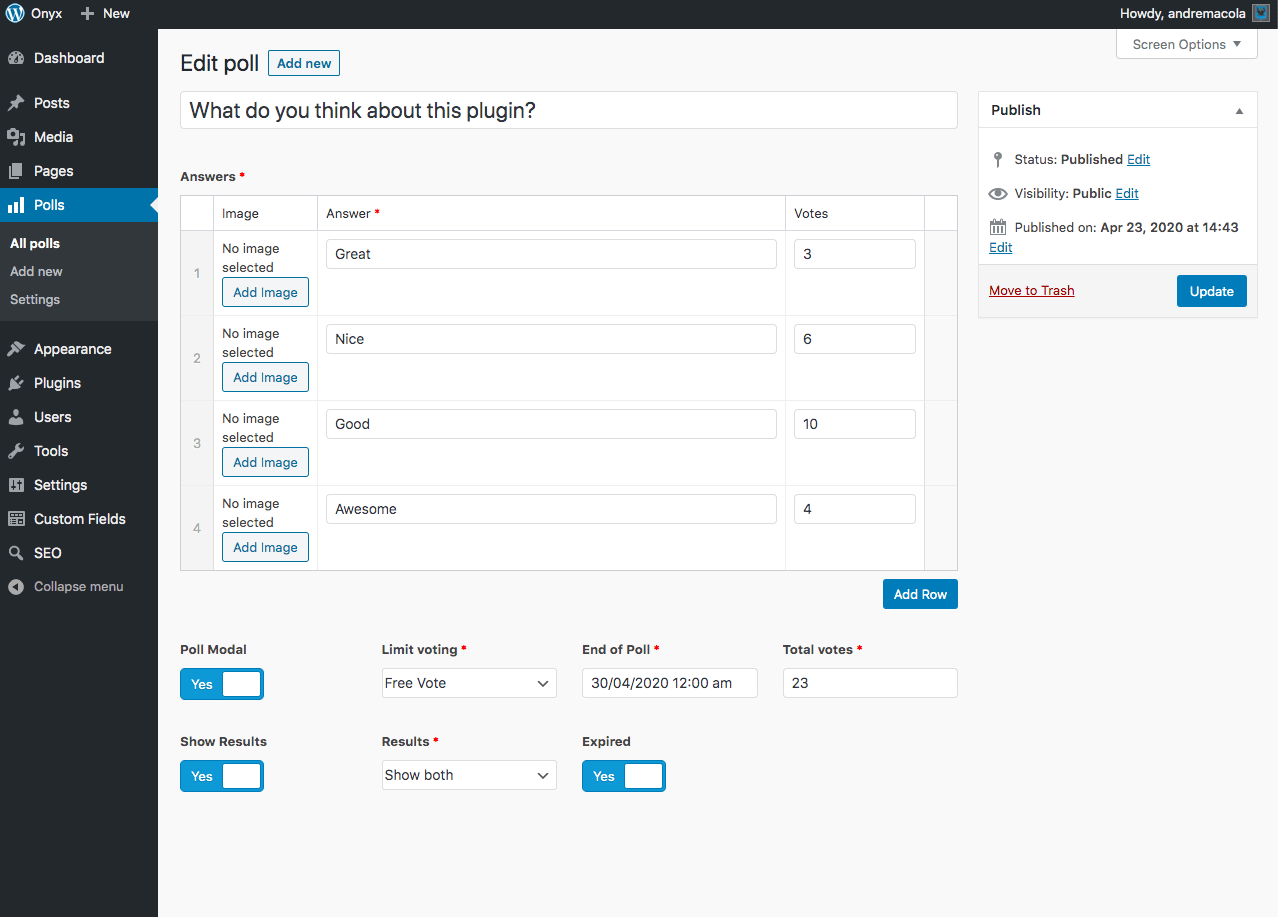 Onyx New Howdy, andremacola
Dashboard
Posts
Media
Pages
Polls
All polls
Add new
Settings
Appearance
Plugins
Users
Tools
Settings
Custom Fields
SEO
Collapse menu
Screen Options
Edit poll Add new
What do you think about this plugin?
Answers *
Image Answer * Votes
1 No image selected Great 3
Add Image
2 No image selected Nice 6
Add Image
3 No image selected Good 10
Add Image
4 No image selected Awesome 4
Add Image
Add Row
Poll Modal Limit voting * End of Poll * Total votes *
Yes Free Vote 30/04/2020 12:00 am 23
Show Results Results * Expired
Yes Show both Yes
Publish
Status: Published Edit
Visibility: Public Edit
Published on: Apr 23, 2020 at 14:43
Edit
Move to Trash Update